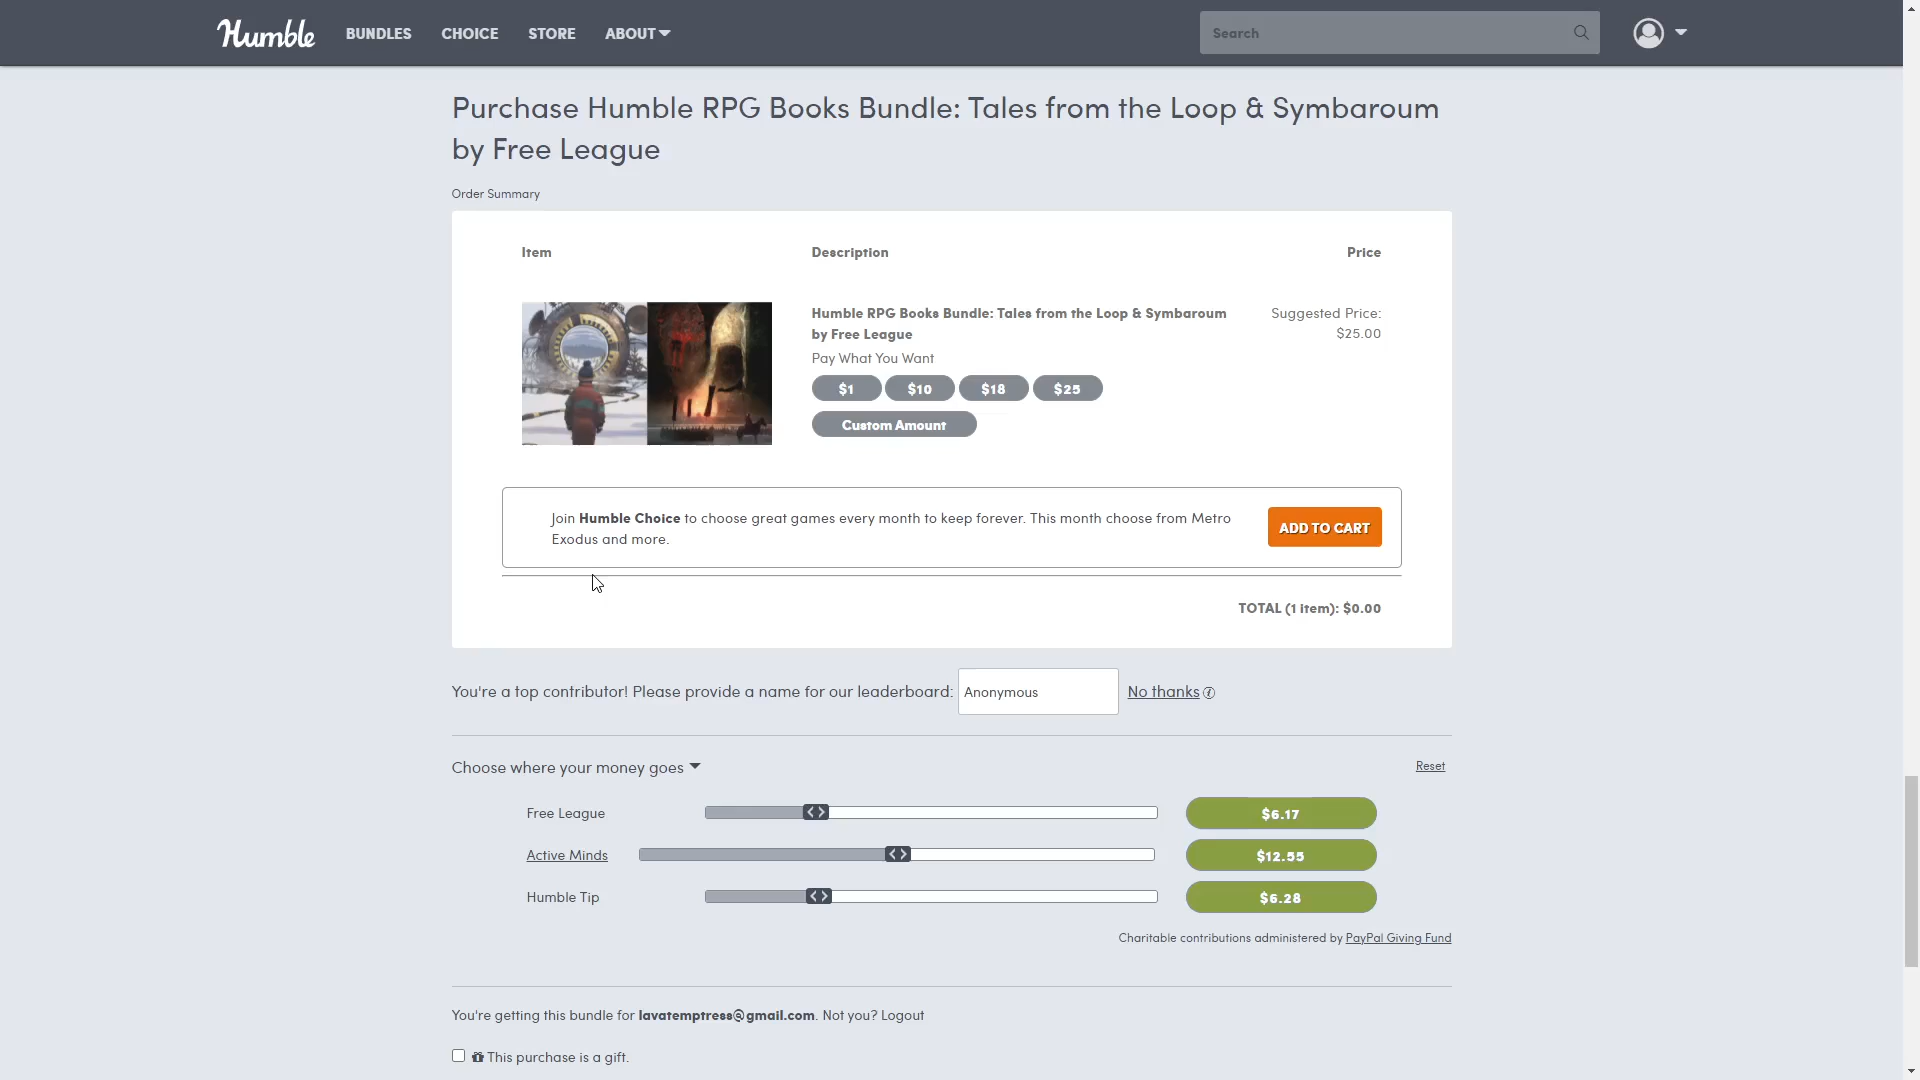 Humble BUNDLES CHOICE STORE ABOUT Search
Purchase Humble RPG Books Bundle: Tales from the Loop & Symbaroum
by Free League
Order Summary
Item Description Price
Humble RPG Books Bundle: Tales from the Loop & Symbaroum
by Free League
Suggested Price:
$25.00
Pay What You Want
$1 $10 $18 $25
Custom Amount
Join Humble Choice to choose great games every month to keep forever. This month choose from Metro
Exodus and more.
ADD TO CART
TOTAL (1 item): $0.00
You're a top contributor! Please provide a name for our leaderboard: Anonymous No thanks
Choose where your money goes Reset
Free League $6.17
Active Minds $12.55
Humble Tip $6.28
Charitable contributions administered by PayPal Giving Fund
You're getting this bundle for lavatemptress@gmail.com. Not you? Logout
This purchase is a gift.